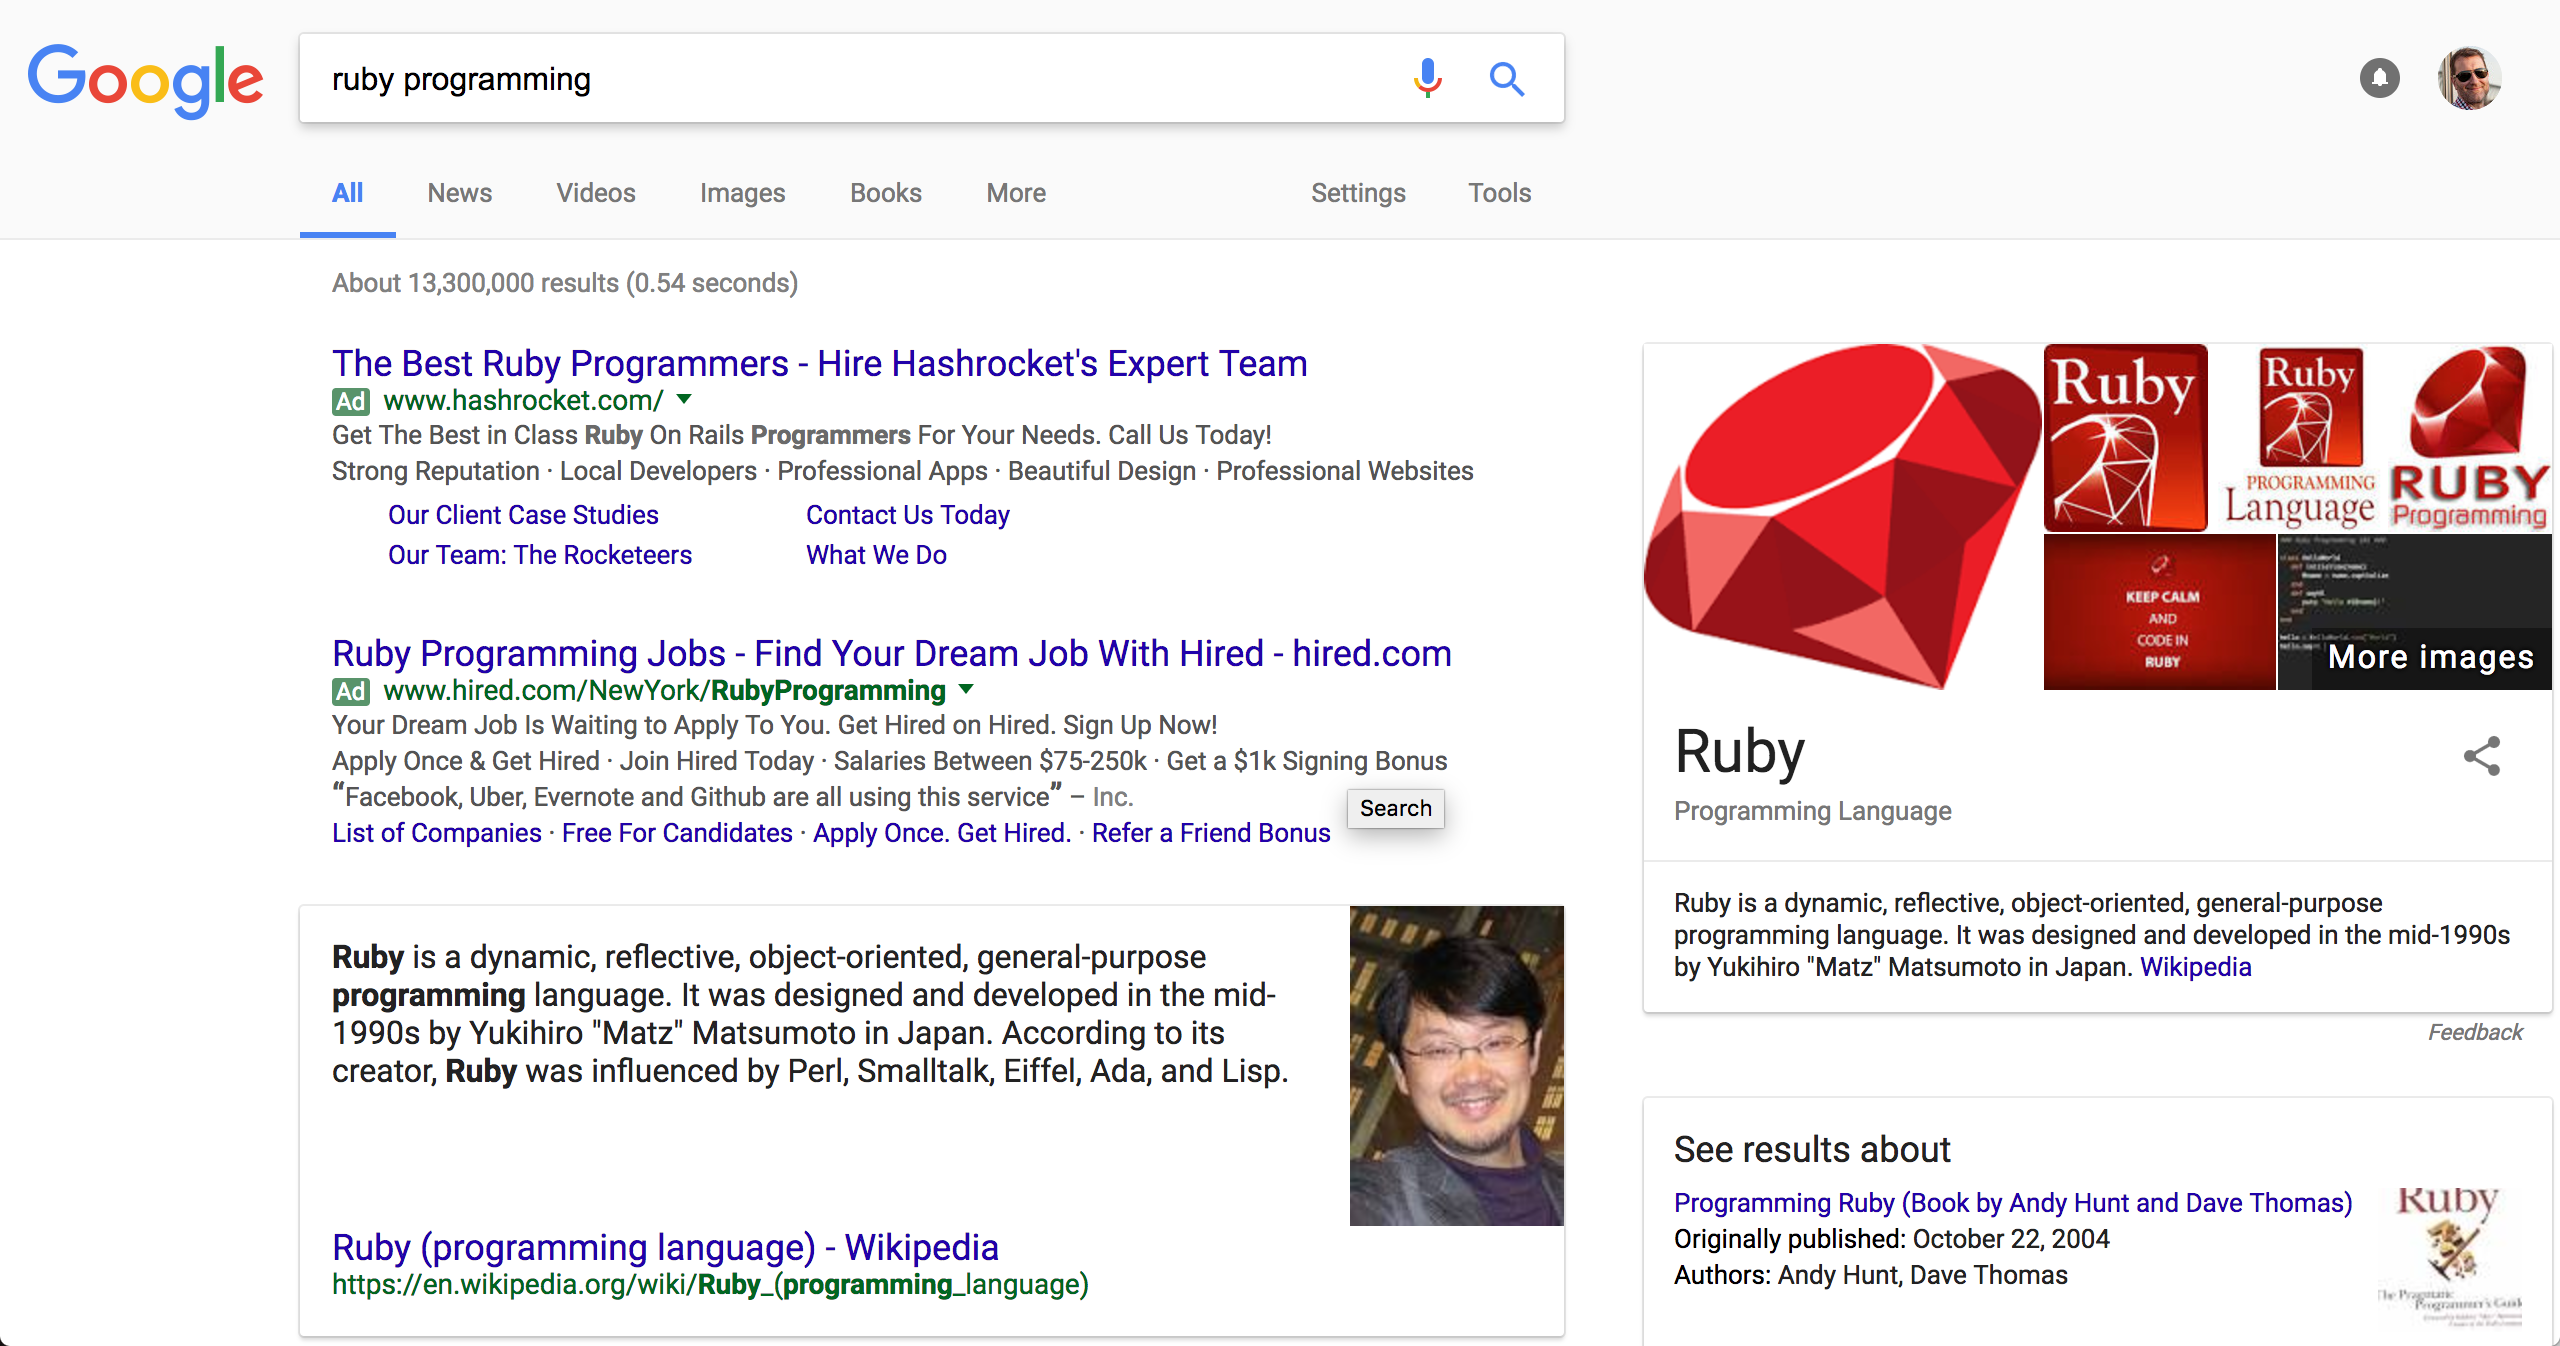 Google
ruby programming
All News Videos Images Books More Settings Tools
About 13,300,000 results (0.54 seconds)
The Best Ruby Programmers - Hire Hashrocket's Expert Team
Ad www.hashrocket.com/
Get The Best in Class Ruby On Rails Programmers For Your Needs. Call Us Today!
Strong Reputation · Local Developers · Professional Apps · Beautiful Design · Professional Websites
Our Client Case Studies Contact Us Today
Our Team: The Rocketeers What We Do
Ruby Programming Jobs - Find Your Dream Job With Hired - hired.com
Ad www.hired.com/NewYork/RubyProgramming
Your Dream Job Is Waiting to Apply To You. Get Hired on Hired. Sign Up Now!
Apply Once & Get Hired · Join Hired Today · Salaries Between $75-250k · Get a $1k Signing Bonus
“Facebook, Uber, Evernote and Github are all using this service” – Inc.
Search
List of Companies · Free For Candidates · Apply Once. Get Hired. · Refer a Friend Bonus
Ruby is a dynamic, reflective, object-oriented, general-purpose
programming language. It was designed and developed in the mid-
1990s by Yukihiro "Matz" Matsumoto in Japan. According to its
creator, Ruby was influenced by Perl, Smalltalk, Eiffel, Ada, and Lisp.
Ruby (programming language) - Wikipedia
https://en.wikipedia.org/wiki/Ruby_(programming_language)
Ruby
Ruby
PROGRAMMING
Language
RUBY
Programming
KEEP CALM
AND
CODE IN
RUBY
More images
Ruby
Programming Language
Ruby is a dynamic, reflective, object-oriented, general-purpose
programming language. It was designed and developed in the mid-1990s
by Yukihiro "Matz" Matsumoto in Japan. Wikipedia
Feedback
See results about
Programming Ruby (Book by Andy Hunt and Dave Thomas)
Originally published: October 22, 2004
Authors: Andy Hunt, Dave Thomas
Ruby
The Pragmatic
Programmer's Guide